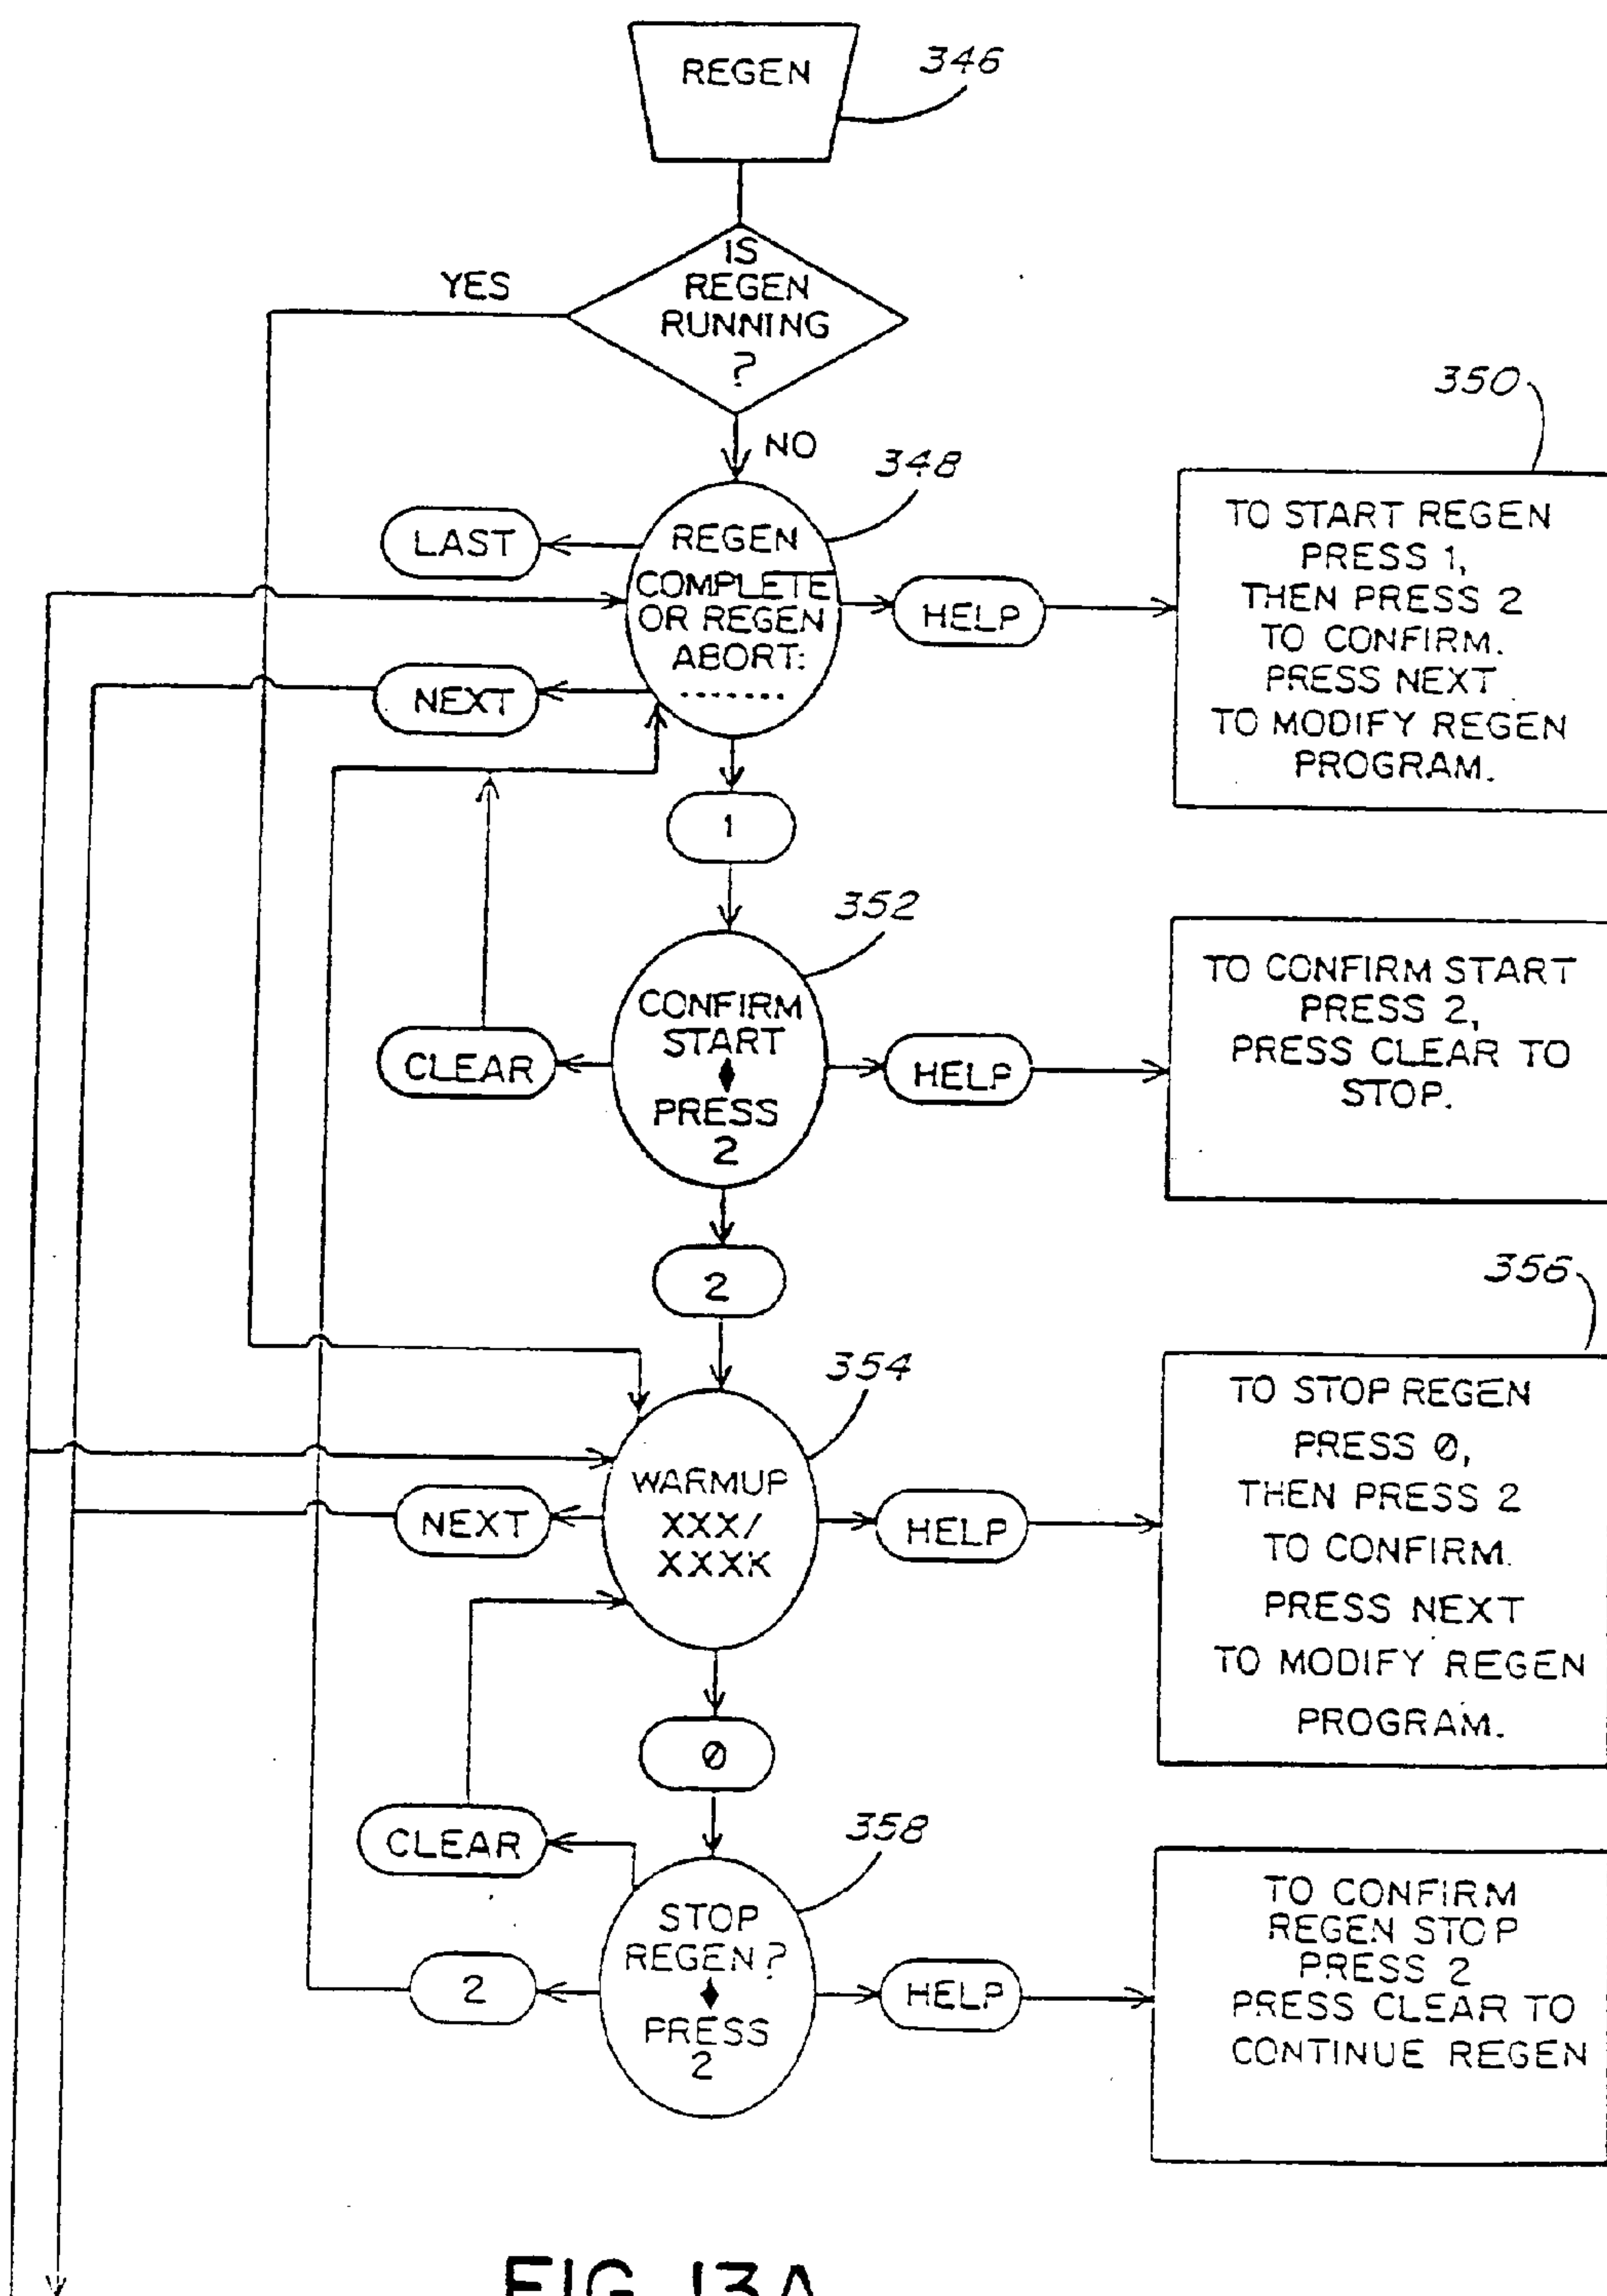 REGEN
346
IS
REGEN
RUNNING
?
YES
NO
348
350
LAST
REGEN
COMPLETE
OR REGEN
ABORT:
.......
HELP
NEXT
TO START REGEN
PRESS 1,
THEN PRESS 2
TO CONFIRM.
PRESS NEXT
TO MODIFY REGEN
PROGRAM.
1
352
CONFIRM
START
♦
PRESS
2
CLEAR
HELP
TO CONFIRM START
PRESS 2,
PRESS CLEAR TO
STOP.
2
354
356
WARMUP
XXX/
XXXK
NEXT
HELP
TO STOP REGEN
PRESS 0,
THEN PRESS 2
TO CONFIRM.
PRESS NEXT
TO MODIFY REGEN
PROGRAM.
0
358
CLEAR
STOP
REGEN?
♦
PRESS
2
2
HELP
TO CONFIRM
REGEN STOP
PRESS 2
PRESS CLEAR TO
CONTINUE REGEN
FIG. 13A